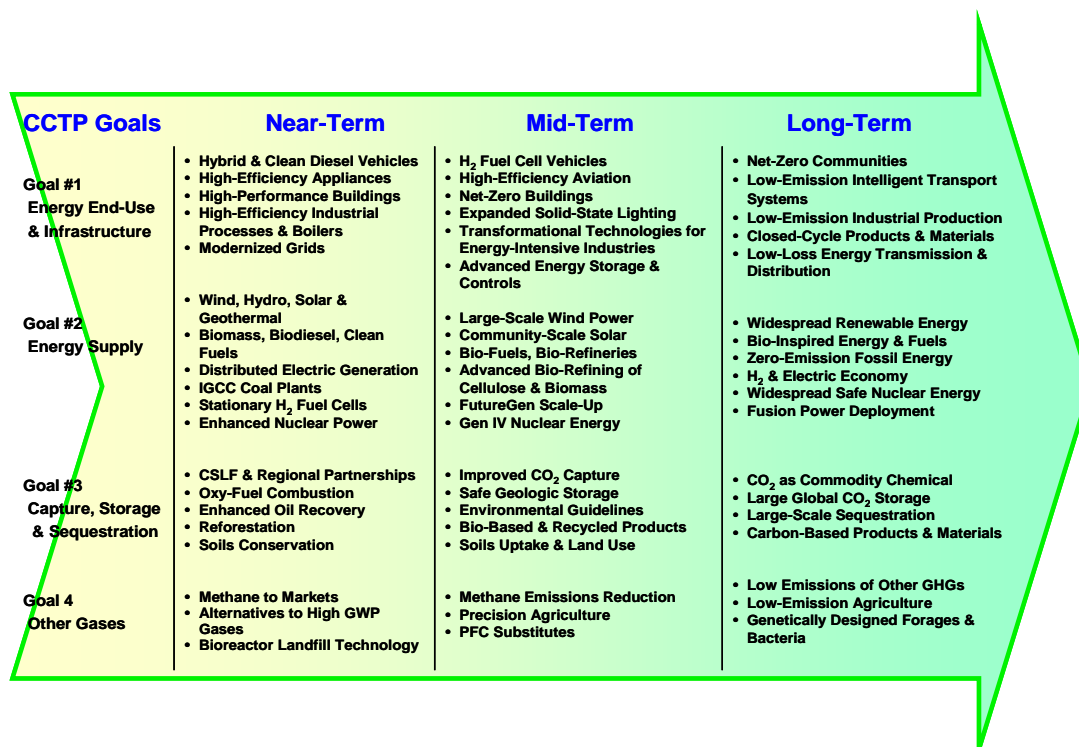 CCTP Goals
Near-Term
Mid-Term
Long-Term
Goal #1
Energy End-Use
& Infrastructure
• Hybrid & Clean Diesel Vehicles
• High-Efficiency Appliances
• High-Performance Buildings
• High-Efficiency Industrial
Processes & Boilers
• Modernized Grids
• H2 Fuel Cell Vehicles
• High-Efficiency Aviation
• Net-Zero Buildings
• Expanded Solid-State Lighting
• Transformational Technologies for
Energy-Intensive Industries
• Advanced Energy Storage &
Controls
• Net-Zero Communities
• Low-Emission Intelligent Transport
Systems
• Low-Emission Industrial Production
• Closed-Cycle Products & Materials
• Low-Loss Energy Transmission &
Distribution
Goal #2
Energy Supply
• Wind, Hydro, Solar &
Geothermal
• Biomass, Biodiesel, Clean
Fuels
• Distributed Electric Generation
• IGCC Coal Plants
• Stationary H2 Fuel Cells
• Enhanced Nuclear Power
• Large-Scale Wind Power
• Community-Scale Solar
• Bio-Fuels, Bio-Refineries
• Advanced Bio-Refining of
Cellulose & Biomass
• FutureGen Scale-Up
• Gen IV Nuclear Energy
• Widespread Renewable Energy
• Bio-Inspired Energy & Fuels
• Zero-Emission Fossil Energy
• H2 & Electric Economy
• Widespread Safe Nuclear Energy
• Fusion Power Deployment
Goal #3
Capture, Storage
& Sequestration
• CSLF & Regional Partnerships
• Oxy-Fuel Combustion
• Enhanced Oil Recovery
• Reforestation
• Soils Conservation
• Improved CO2 Capture
• Safe Geologic Storage
• Environmental Guidelines
• Bio-Based & Recycled Products
• Soils Uptake & Land Use
• CO2 as Commodity Chemical
• Large Global CO2 Storage
• Large-Scale Sequestration
• Carbon-Based Products & Materials
Goal 4
Other Gases
• Methane to Markets
• Alternatives to High GWP
Gases
• Bioreactor Landfill Technology
• Methane Emissions Reduction
• Precision Agriculture
• PFC Substitutes
• Low Emissions of Other GHGs
• Low-Emission Agriculture
• Genetically Designed Forages &
Bacteria